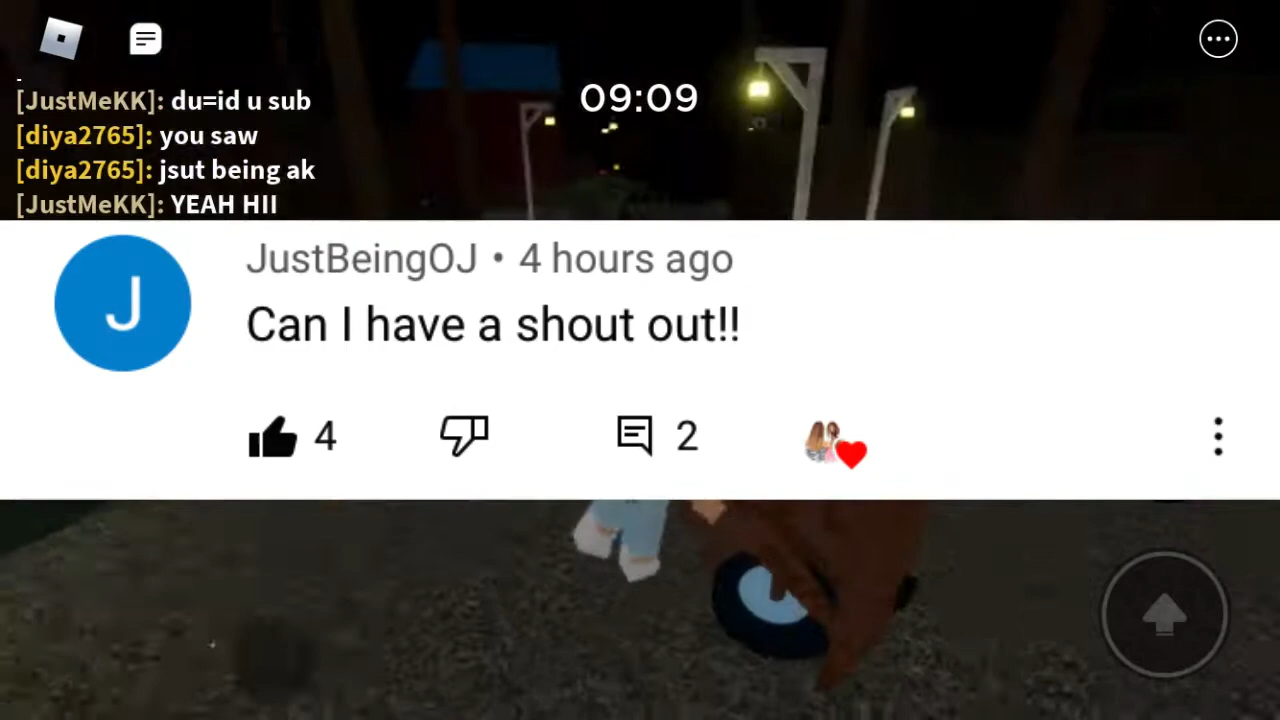 09:09
[JustMeKK]: du=id u sub
[diya2765]: you saw
[diya2765]: jsut being ak
[JustMeKK]: YEAH HII
J
JustBeingOJ • 4 hours ago
Can I have a shout out!!
4
2